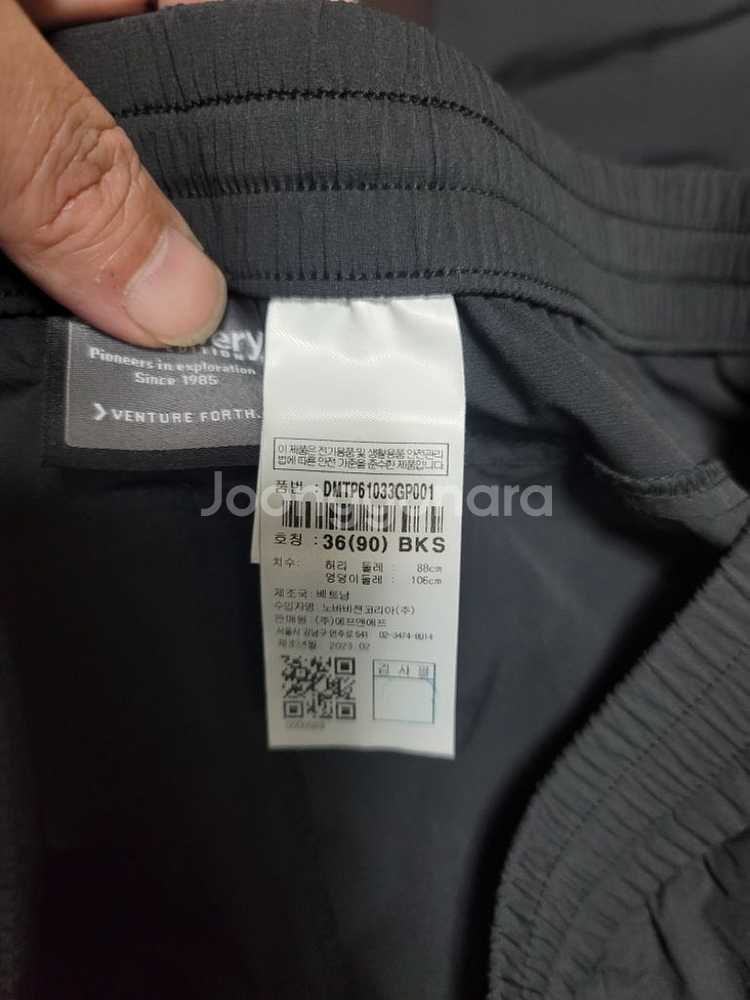 Pioneers in exploration
Since 1985
❯VENTURE FORTH.
이 제품은 전기용품 및 생활용품 안전관리
법에 따른 안전 기준을 준수한 제품입니다
품번 : DMTP61033GP001
Joonggonara
호칭 : 36(90) BKS
치수: 허리 둘레 : 88cm
엉덩이둘레 : 106cm
제조국: 베트남
수입자명: 노바비젼코리아(주)
판매원 : (주)에프앤에프
서울시 강남구 언주로 541 02-3474-8014
제조년월 : 2023.02
검 사 필